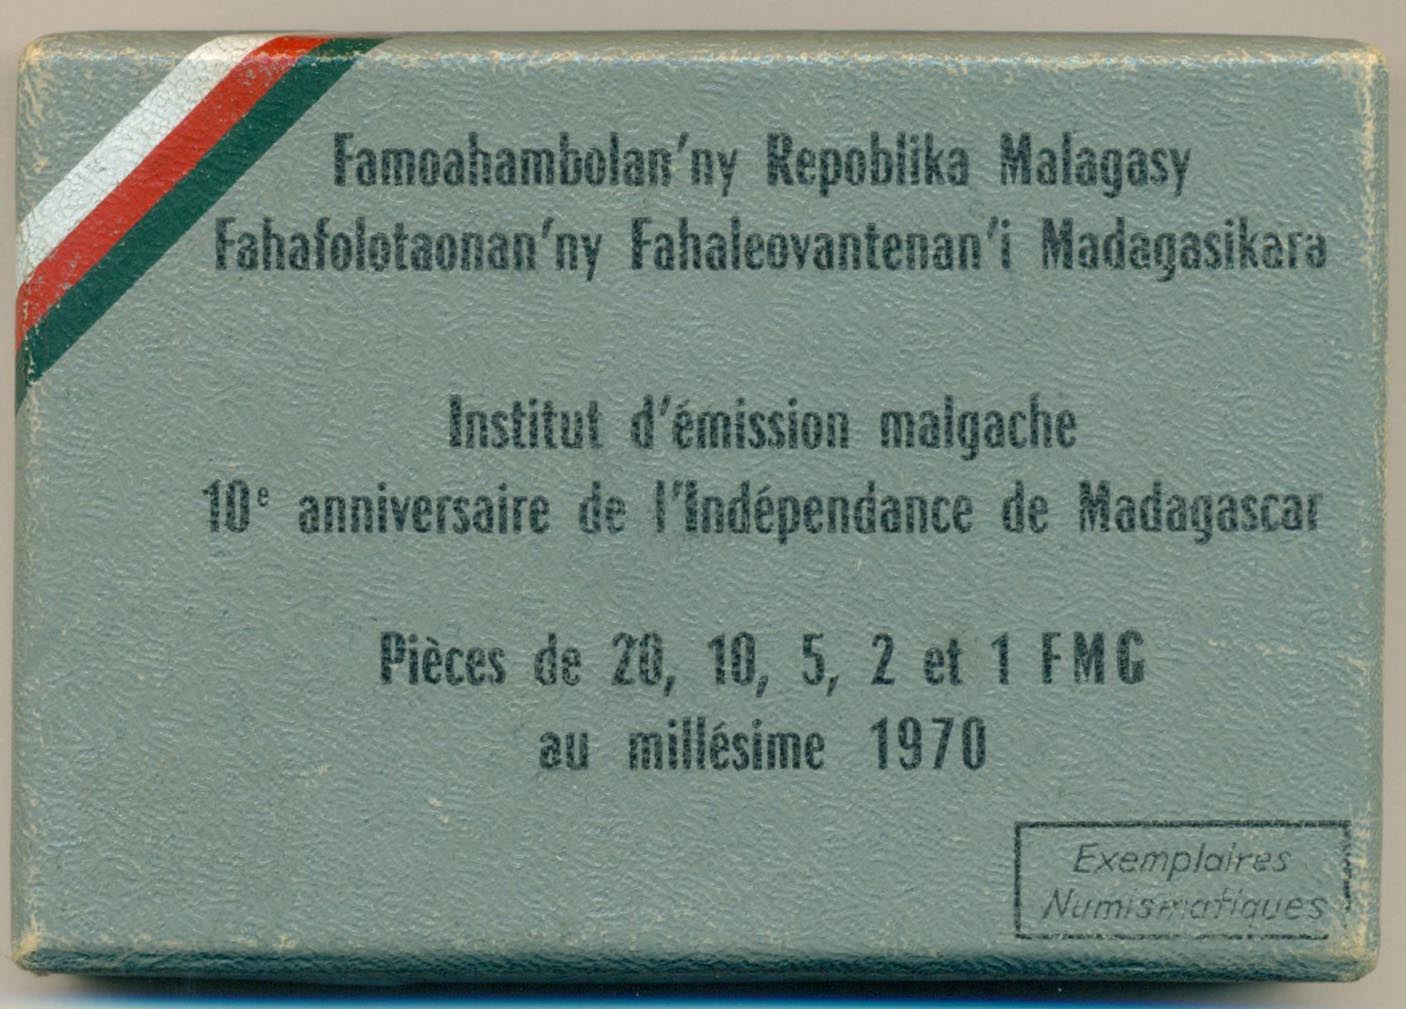 Famoahambolan'ny Repoblika Malagasy
Fahafolotaonan'ny Fahaleovantenan'i Madagasikara
Institut d'émission malgache
10e anniversaire de l'Indépendance de Madagascar
Pièces de 20, 10, 5, 2 et 1 FMG
au millésime 1970
Exemplaires
Numismatiques